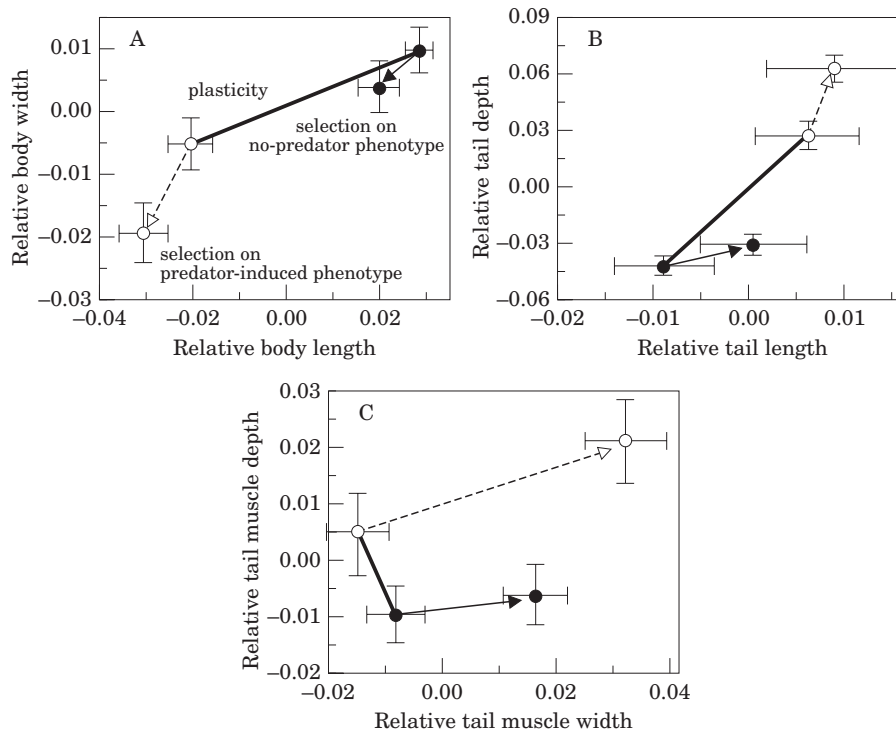 A
0.01
0.00
−0.01
−0.02
−0.03
Relative body width
plasticity
selection on
no-predator phenotype
selection on
predator-induced phenotype
−0.04
−0.02
0.00
0.02
Relative body length
B
0.09
0.06
0.03
0.00
−0.03
−0.06
Relative tail depth
−0.02
−0.01
0.00
0.01
Relative tail length
C
0.03
0.02
0.01
0.00
−0.01
−0.02
Relative tail muscle depth
−0.02
0.00
0.02
0.04
Relative tail muscle width